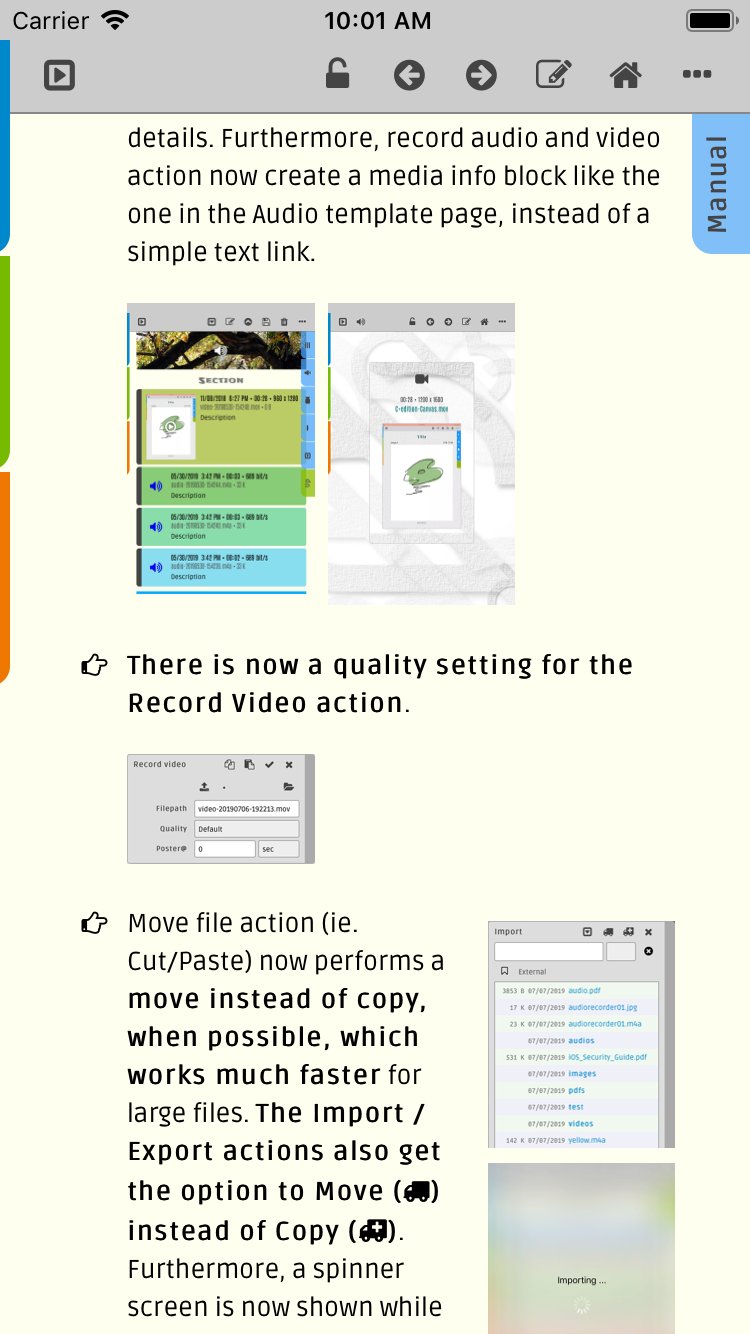 Carrier
10:01 AM
Manual
details. Furthermore, record audio and video
action now create a media info block like the
one in the Audio template page, instead of a
simple text link.
SECTION
11/08/2018 6:27 PM • 00:28 • 960 x 1280
Description
05/30/2019 3:42 PM • 00:03 • 689 bit/s
Description
05/30/2019 3:42 PM • 00:03 • 689 bit/s
Description
05/30/2019 3:42 PM • 00:02 • 689 bit/s
Description
Up
00:28 • 1200 x 1600
C-edition-Canvas.mov
There is now a quality setting for the
Record Video action.
Record video
Filepath video-20190706-192213.mov
Quality Default
Poster@ 0 sec
Move file action (ie.
Cut/Paste) now performs a
move instead of copy,
when possible, which
works much faster for
large files. The Import /
Export actions also get
the option to Move ( )
instead of Copy ( ).
Furthermore, a spinner
screen is now shown while
Import
External
3853 B 07/07/2019 audio.pdf
17 K 07/07/2019 audiorecorder01.jpg
23 K 07/07/2019 audiorecorder01.m4a
07/07/2019 audios
531 K 07/07/2019 iOS_Security_Guide.pdf
07/07/2019 images
07/07/2019 pdfs
07/07/2019 test
07/07/2019 videos
142 K 07/07/2019 yellow.m4a
Importing ...